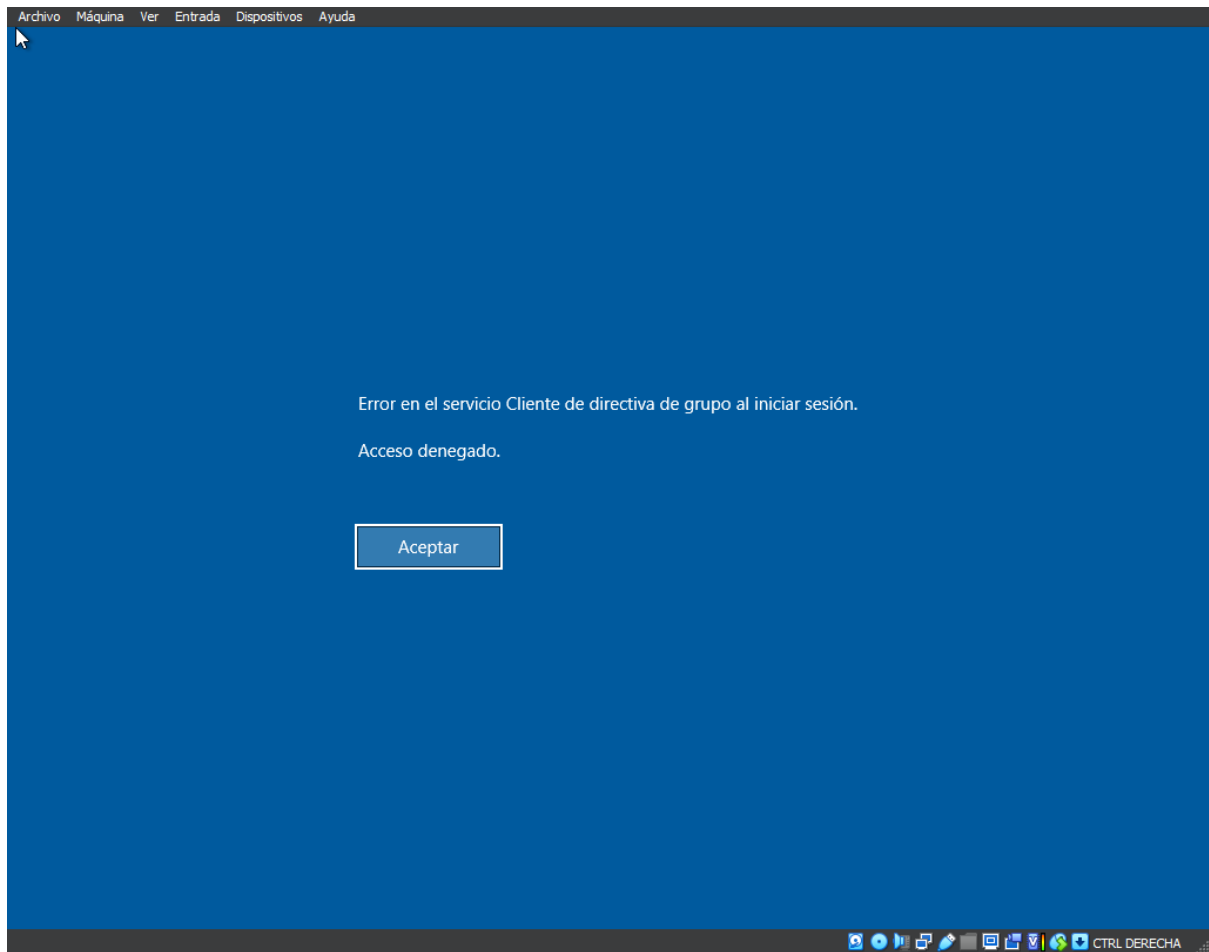 Archivo Máquina Ver Entrada Dispositivos Ayuda
Error en el servicio Cliente de directiva de grupo al iniciar sesión.
Acceso denegado.
Aceptar
CTRL DERECHA